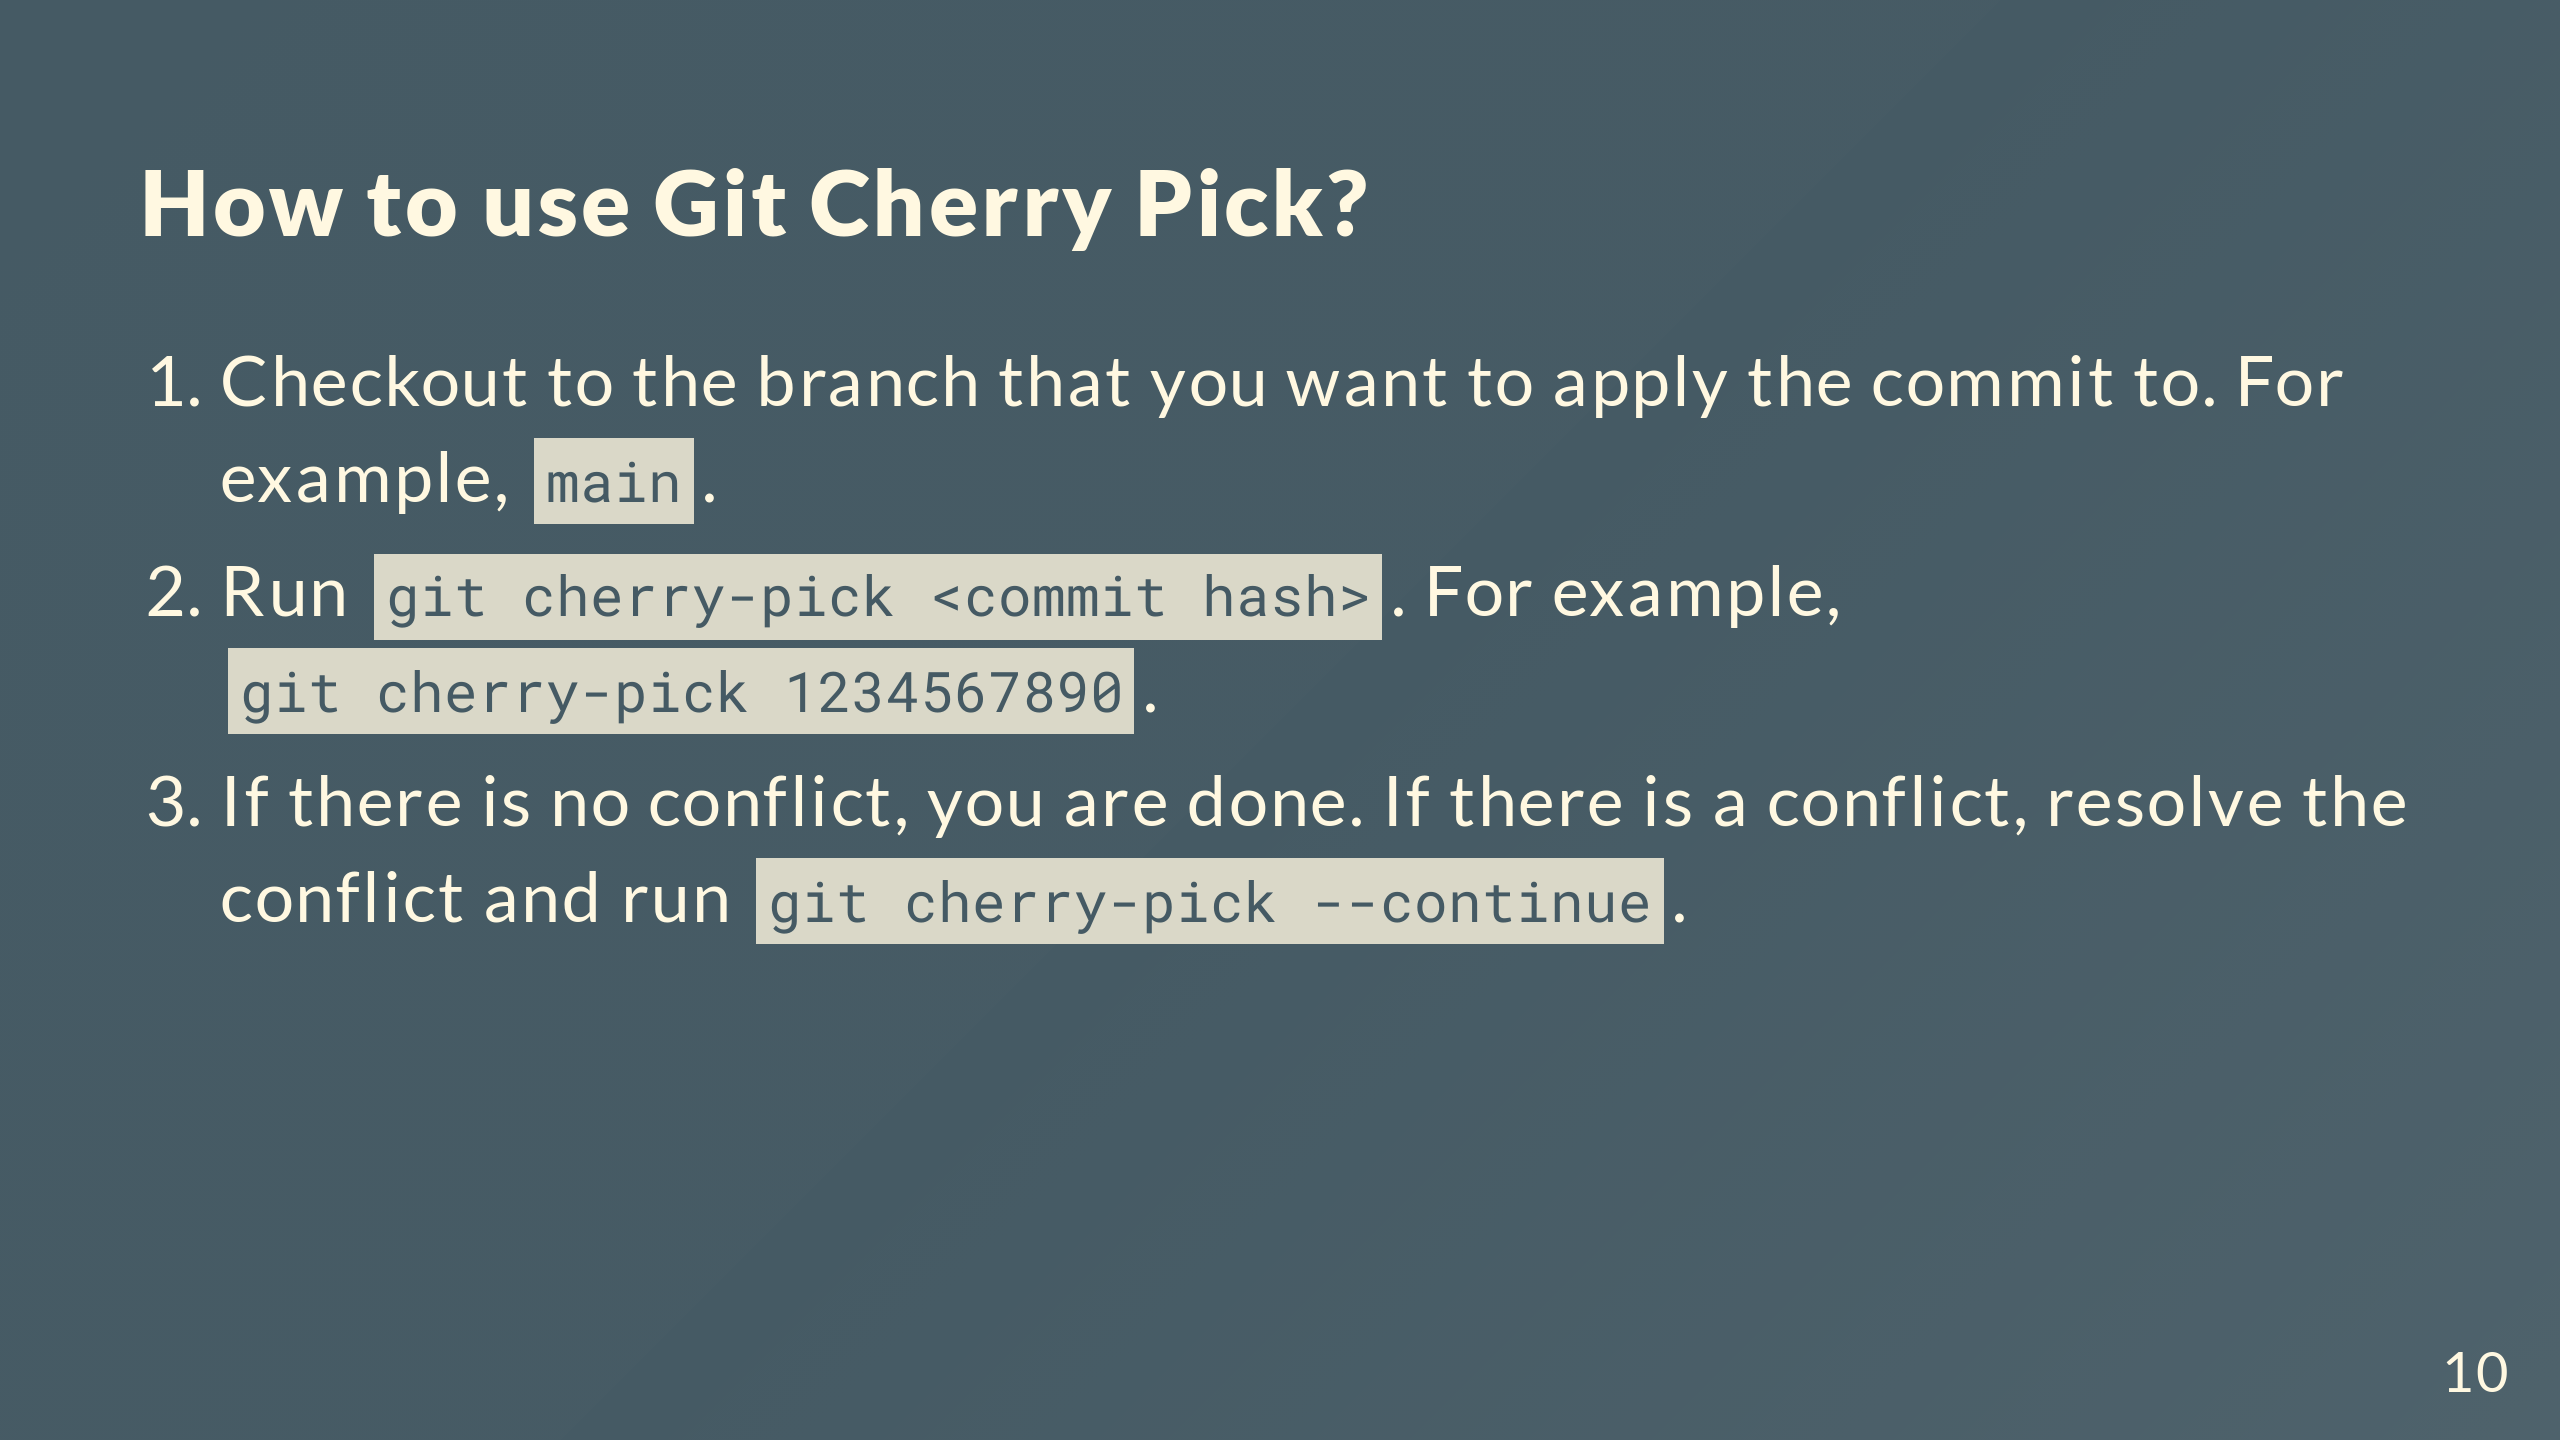 How to use Git Cherry Pick?
1. Checkout to the branch that you want to apply the commit to. For
example, main.
2. Run git cherry-pick <commit hash>. For example,
git cherry-pick 1234567890.
3. If there is no conflict, you are done. If there is a conflict, resolve the
conflict and run git cherry-pick --continue.
10